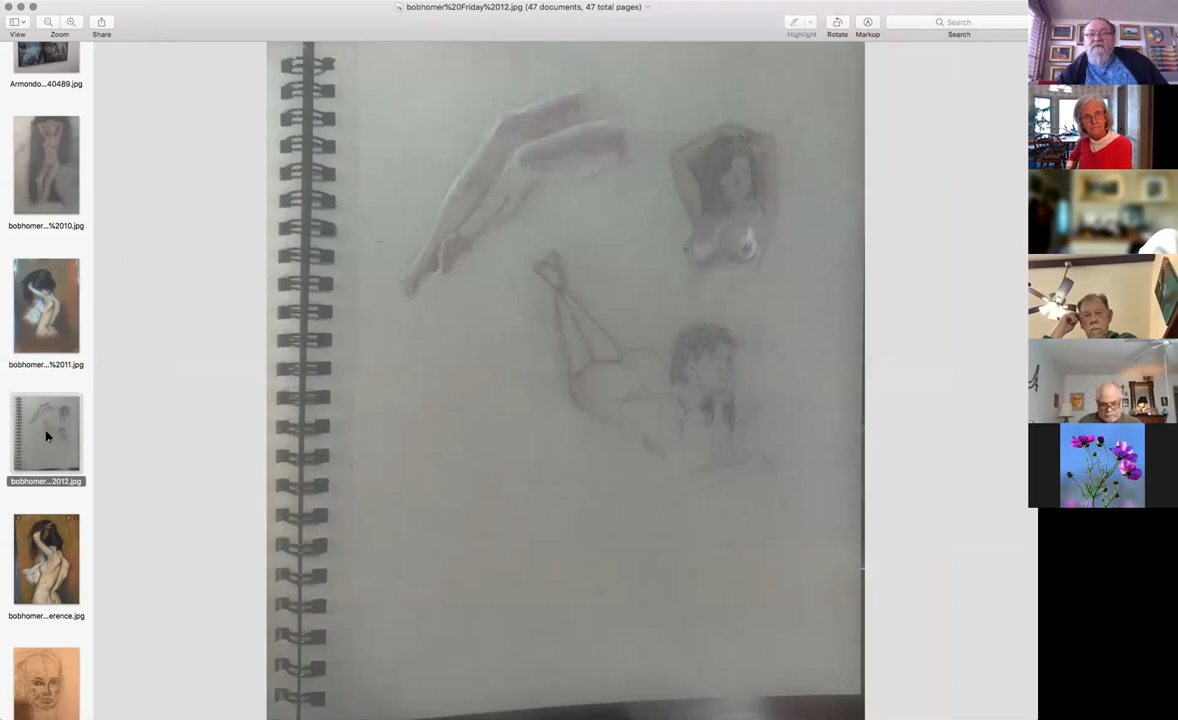 bobhomer%20Friday%2012.jpg (47 documents, 47 total pages)
View
Zoom
Share
Highlight
Rotate
Markup
Search
Search
Armondo...40489.jpg
bobhomer...%2010.jpg
bobhomer...%2011.jpg
bobhomer...2012.jpg
bobhomer...erence.jpg